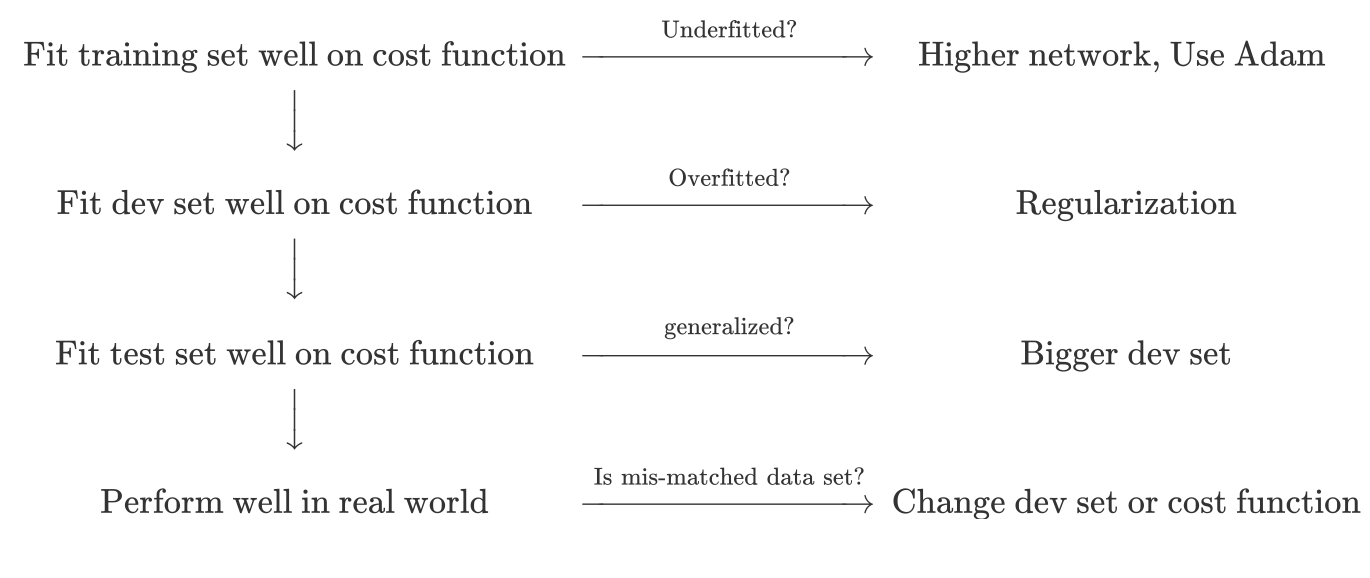 Underfitted?
Fit training set well on cost function Higher network, Use Adam
Overfitted?
Fit dev set well on cost function Regularization
generalized?
Fit test set well on cost function Bigger dev set
Is mis-matched data set?
Perform well in real world Change dev set or cost function